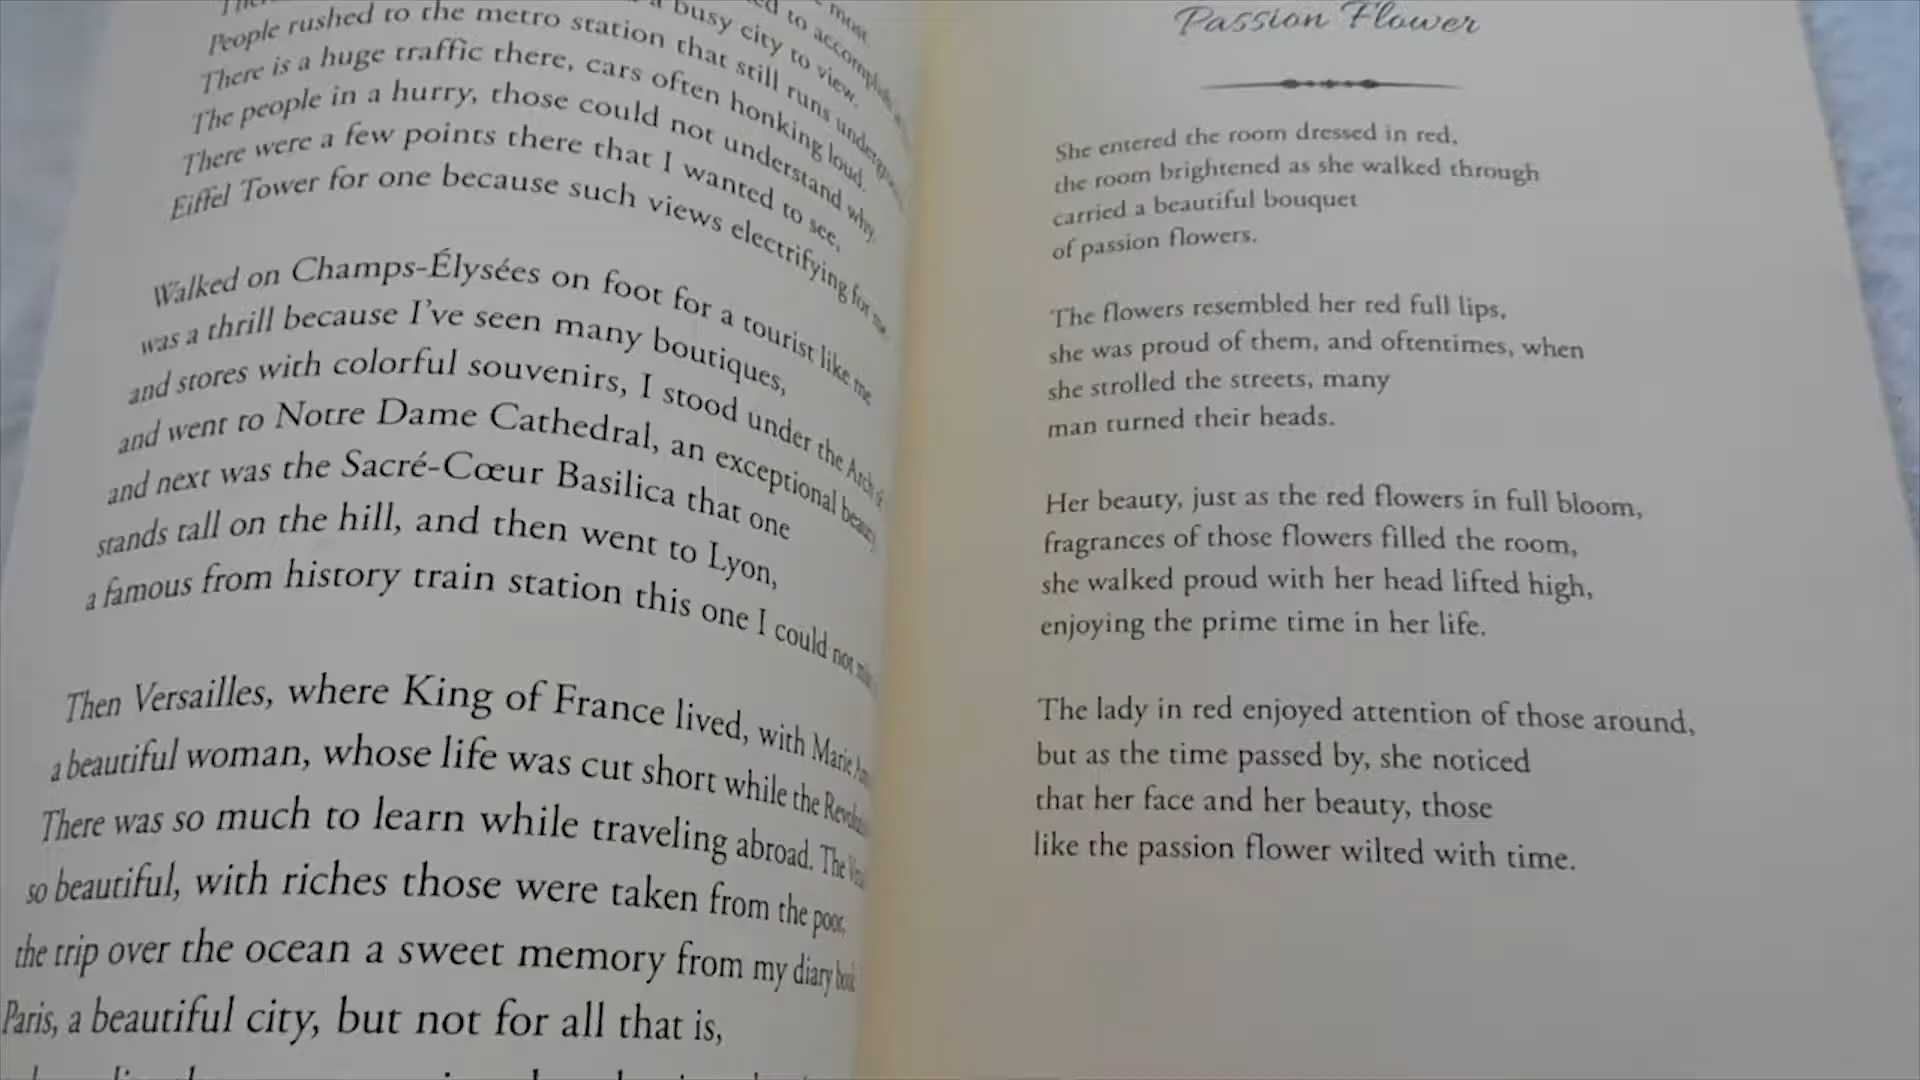 People rushed to the metro station that still runs
There is a huge traffic there, cars often honking loud.
The people in a hurry, those could not understand why.
There were a few points there that I wanted to see,
Eiffel Tower for one because such views electrifying for me
Walked on Champs-Élysées on foot for a tourist like me
was a thrill because I've seen many boutiques,
and stores with colorful souvenirs, I stood under the Arch of
and went to Notre Dame Cathedral, an exceptional beauty
and next was the Sacré-Cœur Basilica that one
stands tall on the hill, and then went to Lyon,
a famous from history train station this one I could not
Then Versailles, where King of France lived, with Marie
a beautiful woman, whose life was cut short while the
There was so much to learn while traveling abroad. The
so beautiful, with riches those were taken from the poor,
the trip over the ocean a sweet memory from my diary book
Paris, a beautiful city, but not for all that is,
Passion Flower
She entered the room dressed in red,
the room brightened as she walked through
carried a beautiful bouquet
of passion flowers.
The flowers resembled her red full lips,
she was proud of them, and oftentimes, when
she strolled the streets, many
man turned their heads.
Her beauty, just as the red flowers in full bloom,
fragrances of those flowers filled the room,
she walked proud with her head lifted high,
enjoying the prime time in her life.
The lady in red enjoyed attention of those around,
but as the time passed by, she noticed
that her face and her beauty, those
like the passion flower wilted with time.